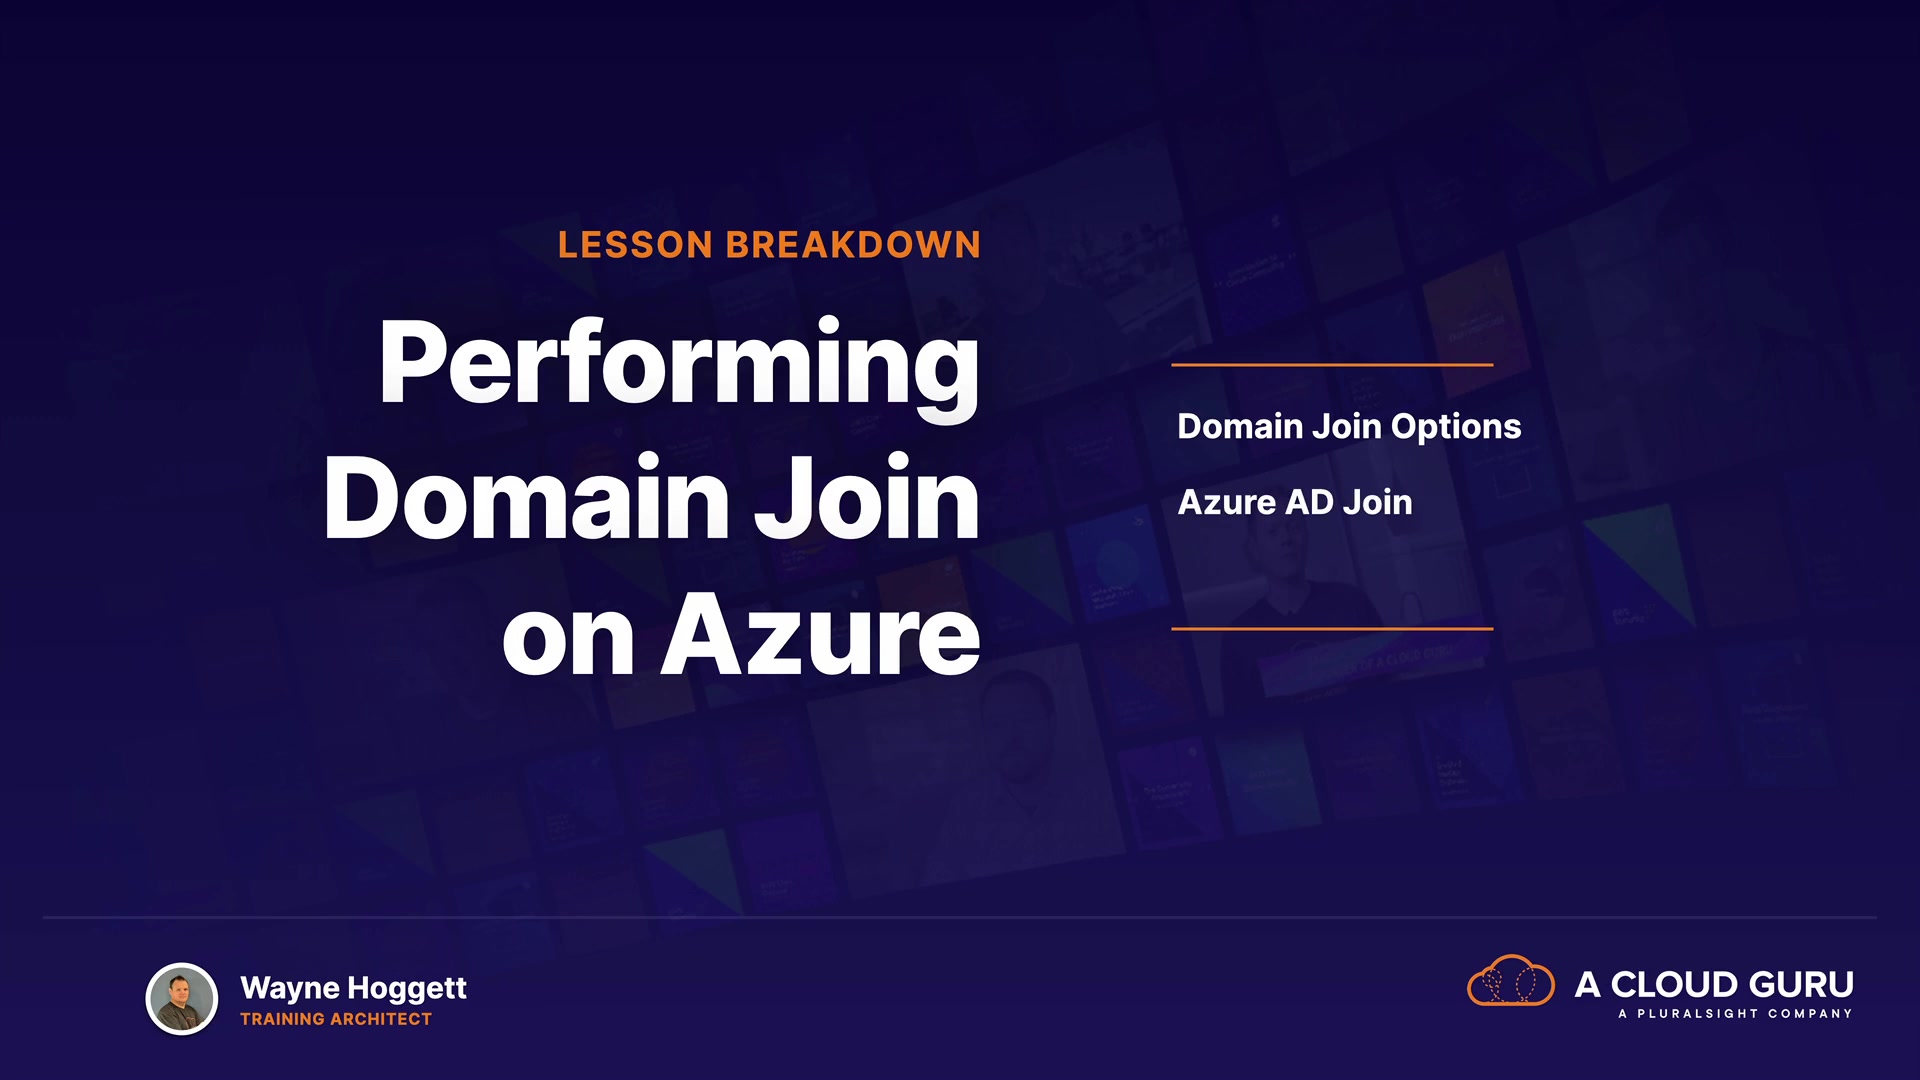 LESSON BREAKDOWN
Performing
Domain Join
on Azure
Domain Join Options
Azure AD Join
Wayne Hoggett
TRAINING ARCHITECT
A CLOUD GURU
A PLURALSIGHT COMPANY